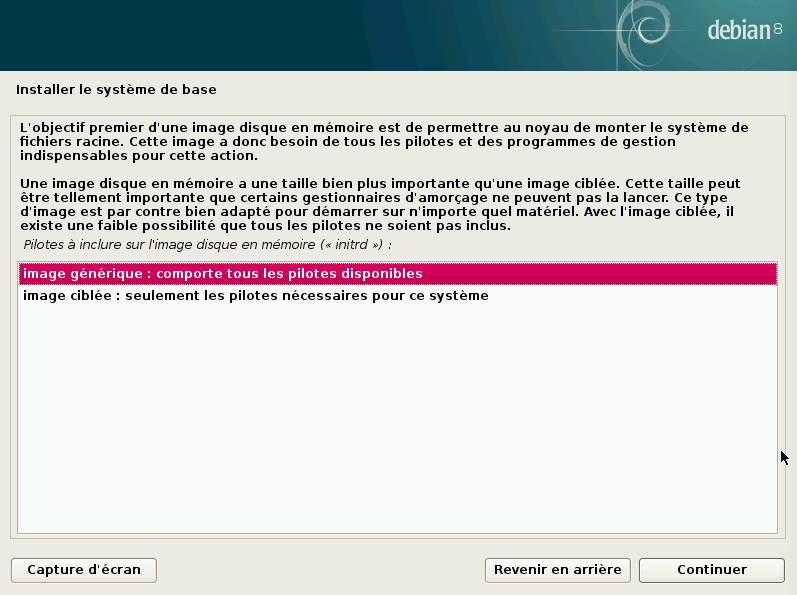 debian 8
Installer le système de base
L'objectif premier d'une image disque en mémoire est de permettre au noyau de monter le système de
fichiers racine. Cette image a donc besoin de tous les pilotes et des programmes de gestion
indispensables pour cette action.
Une image disque en mémoire a une taille bien plus importante qu'une image ciblée. Cette taille peut
être tellement importante que certains gestionnaires d'amorçage ne peuvent pas la lancer. Ce type
d'image est par contre bien adapté pour démarrer sur n'importe quel matériel. Avec l'image ciblée, il
existe une faible possibilité que tous les pilotes ne soient pas inclus.
Pilotes à inclure sur l'image disque en mémoire (« initrd ») :
image générique : comporte tous les pilotes disponibles
image ciblée : seulement les pilotes nécessaires pour ce système
Capture d'écran
Revenir en arrière
Continuer